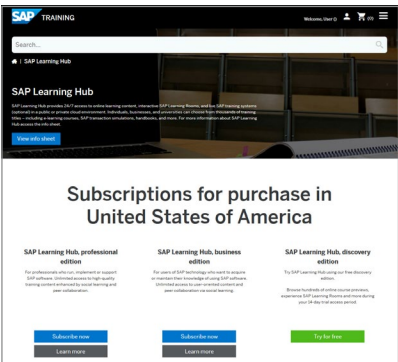 SAP TRAINING
Welcome, User ()
(0)
Search...
| SAP Learning Hub
SAP Learning Hub
SAP Learning Hub provides 24/7 access to online learning content, interactive SAP Learning Rooms, and live SAP training systems
(optional) in a public or private cloud environment. Individuals, businesses, and universities can choose from thousands of training
titles – including e-learning courses, SAP transaction simulations, handbooks, and more. For more information about SAP Learning
Hub access the info sheet.
View info sheet
Subscriptions for purchase in
United States of America
SAP Learning Hub, professional
edition
For professionals who run, implement or support
SAP software. Unlimited access to high quality
training content enhanced by social learning and
peer collaboration.
Subscribe now
Learn more
SAP Learning Hub, business
edition
For users of SAP technology who want to acquire
or maintain their knowledge of using SAP software.
Unlimited access to user-oriented content and
peer collaboration via social learning.
Subscribe now
Learn more
SAP Learning Hub, discovery
edition
Try SAP Learning Hub using our free discovery
edition.
Browse hundreds of online course previews,
experience SAP Learning Rooms and more during
your 14-day trial access period.
Try for free